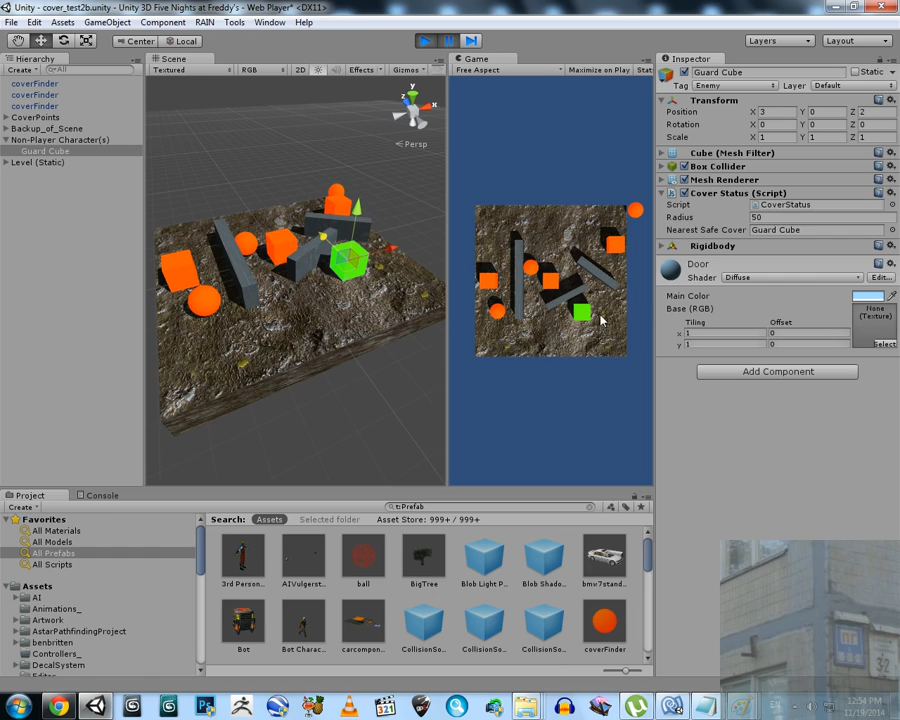 Unity - cover_test2b.unity - Unity 3D Five Nights at Freddy's - Web Player* <DX11>
File Edit Assets GameObject Component RAIN Tools Window Help
Center Local Layers Layout
Hierarchy
Create All
coverFinder
coverFinder
coverFinder
CoverPoints
Backup_of_Scene
Non-Player Character(s)
Guard Cube
Level (Static)
Scene
Textured RGB 2D Effects Gizmos
y
z
x
Persp
Game
Free Aspect Maximize on Play Stat
Inspector
Guard Cube Static
Tag Enemy Layer Default
Transform
Position X 3 Y 0 Z 2
Rotation X 0 Y 0 Z 0
Scale X 1 Y 1 Z 1
Cube (Mesh Filter)
Box Collider
Mesh Renderer
Cover Status (Script)
Script CoverStatus
Radius 50
Nearest Safe Cover Guard Cube
Rigidbody
Door
Shader Diffuse Edit...
Main Color
Base (RGB)
None
(Texture)
Tiling Offset
x 1 0
y 1 0
Select
Add Component
Project Console
Create t:Prefab
Favorites
All Materials
All Models
All Prefabs
All Scripts
Assets
AI
Animations_
Artwork
AstarPathfindingProject
benbritten
Controllers_
DecalSystem
Editor
Search: Assets Selected folder Asset Store: 999+ / 999+
3rd Person... AIVulgerst... ball BigTree Blob Light P... Blob Shado... bmw7stand...
Bot Bot Charac... carcompon... CollisionSo... CollisionSo... CollisionSo... coverFinder
32
321
12:54 PM
11/19/2014